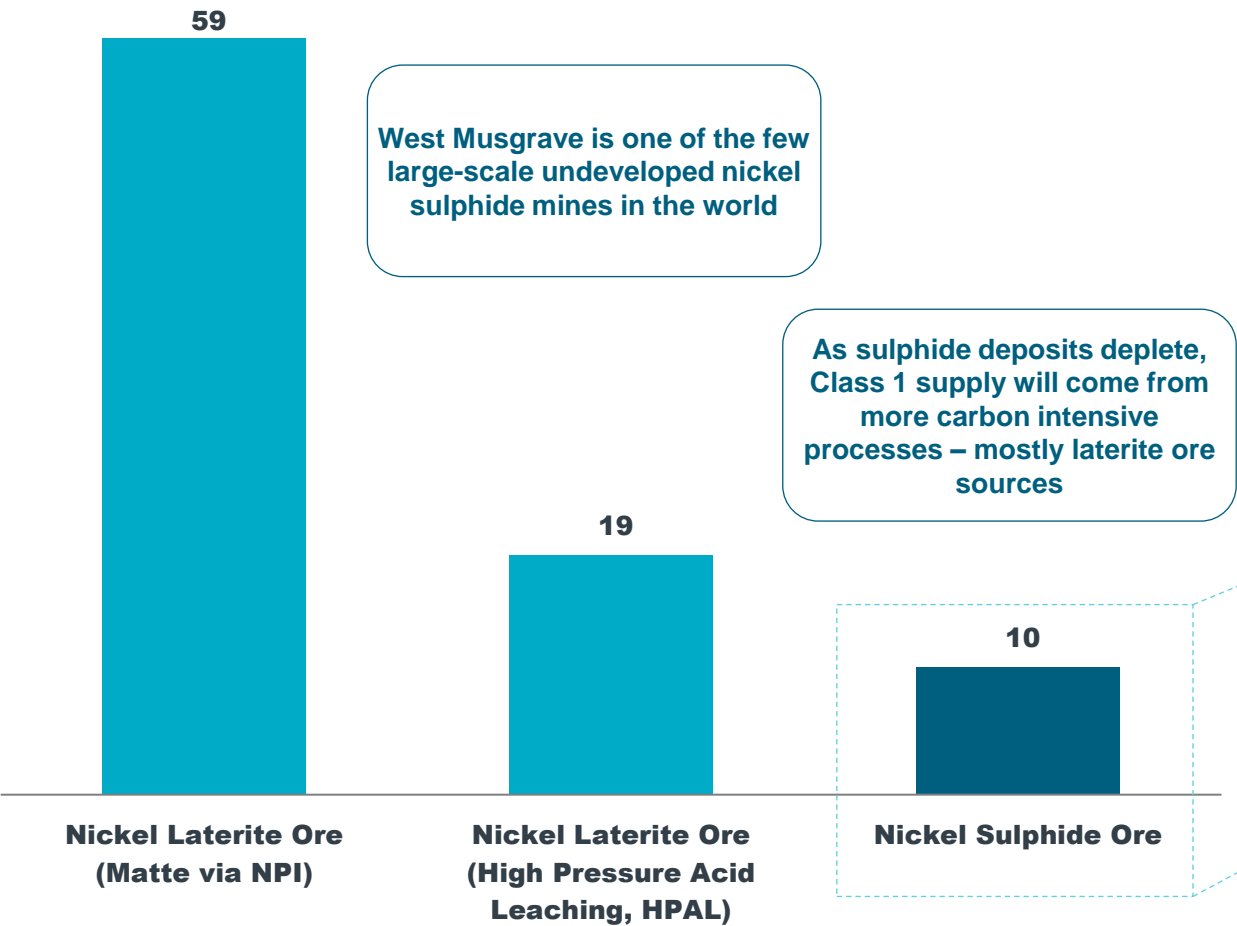 59
West Musgrave is one of the few
large-scale undeveloped nickel
sulphide mines in the world
As sulphide deposits deplete,
Class 1 supply will come from
more carbon intensive
processes – mostly laterite ore
sources
19
10
Nickel Laterite Ore
(Matte via NPI)
Nickel Laterite Ore
(High Pressure Acid
Leaching, HPAL)
Nickel Sulphide Ore